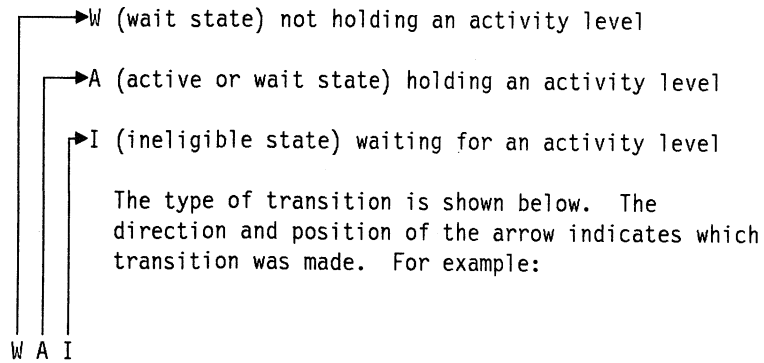 W (wait state) not holding an activity level
A (active or wait state) holding an activity level
I (ineligible state) waiting for an activity level
The type of transition is shown below. The
direction and position of the arrow indicates which
transition was made. For example:
W A I